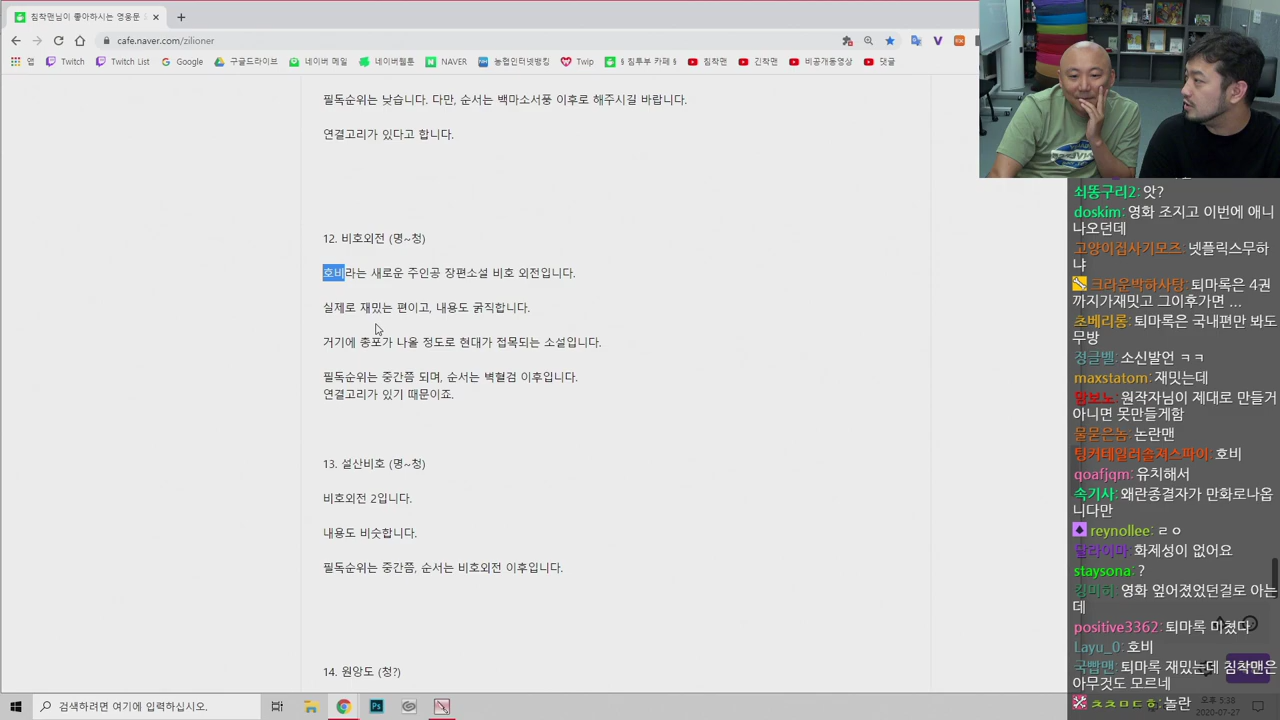 침착맨님이 좋아하시는 영웅문
cafe.naver.com/zilioner
앱 Twitch Twitch List Google 구글드라이브 네이버 메일 네이버웹툰 NAVER 농협인터넷뱅킹 Twip § 침투부 카페 § 침착맨 긴착맨 비공개동영상 댓글
필독순위는 낮습니다. 다만, 순서는 백마소서풍 이후로 해주시길 바랍니다.
연결고리가 있다고 합니다.
12. 비호외전 (명~청)
호비라는 새로운 주인공 장편소설 비호 외전입니다.
실제로 재밌는 편이고, 내용도 굵직합니다.
거기에 총포가 나올 정도로 현대가 접목되는 소설입니다.
필독순위는 중간쯤 되며, 순서는 벽혈검 이후입니다.
연결고리가 있기 때문이죠.
13. 설산비호 (명~청)
비호외전 2입니다.
내용도 비슷합니다.
필독순위는 중간쯤, 순서는 비호외전 이후입니다.
14. 원앙도 (청?)
쇠똥구리2: 앗?
doskim: 영화 조지고 이번에 애니
나오던데
고양이집사기모즈: 넷플릭스무하
냐
크라운박하사탕: 퇴마록은 4권
까지가재밋고 그이후가면 ...
초베리롱: 퇴마록은 국내편만 봐도
무방
정글벨: 소신발언 ㅋㅋ
maxstatom: 재밋는데
말보노: 원작자님이 제대로 만들거
아니면 못만들게함
물묻은농: 논란맨
팅커테일러솔져스파이: 호비
qoafjqm: 유치해서
속기사: 왜란종결자가 만화로나옵
니다만
reynollee: ㄹㅇ
달라이마: 화제성이 없어요
staysona: ?
킹미히: 영화 엎어졌었던걸로 아는
데
positive3362: 퇴마록 미쳤다
Layu_0: 호비
국빱맨: 퇴마록 재밌는데 침착맨은
아무것도 모르네
ㅊㅊㅁㄷㅎ: 놀란
검색하려면 여기에 입력하십시오.
오후 5:38
2020-07-27